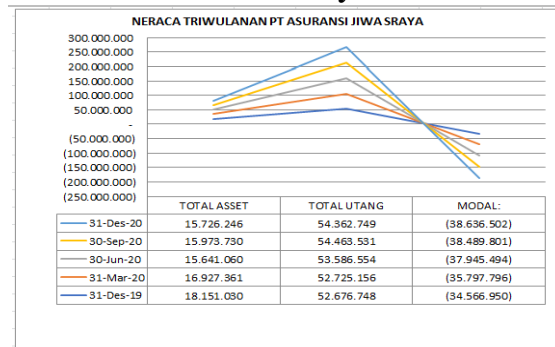 NERACA TRIWULANAN PT ASURANSI JIWA SRAYA
300.000.000
250.000.000
200.000.000
150.000.000
100.000.000
50.000.000
-
(50.000.000)
(100.000.000)
(150.000.000)
(200.000.000)
(250.000.000)
TOTAL ASSET TOTAL UTANG MODAL:
31-Des-20 15.726.246 54.362.749 (38.636.502)
30-Sep-20 15.973.730 54.463.531 (38.489.801)
30-Jun-20 15.641.060 53.586.554 (37.945.494)
31-Mar-20 16.927.361 52.725.156 (35.797.796)
31-Des-19 18.151.030 52.676.748 (34.566.950)